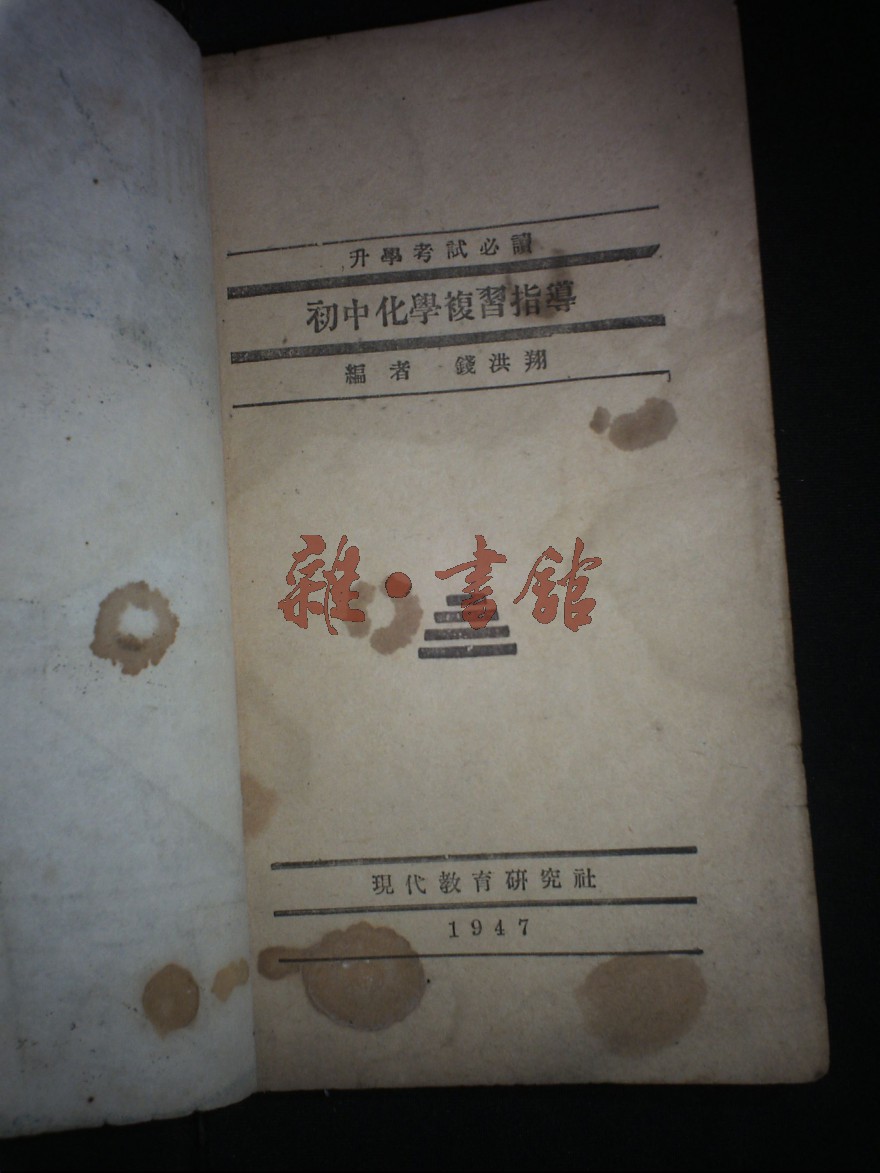 升學考試必讀
初中化學複習指導
編者 錢洪翔
雜·書館
現代教育研究社
1947